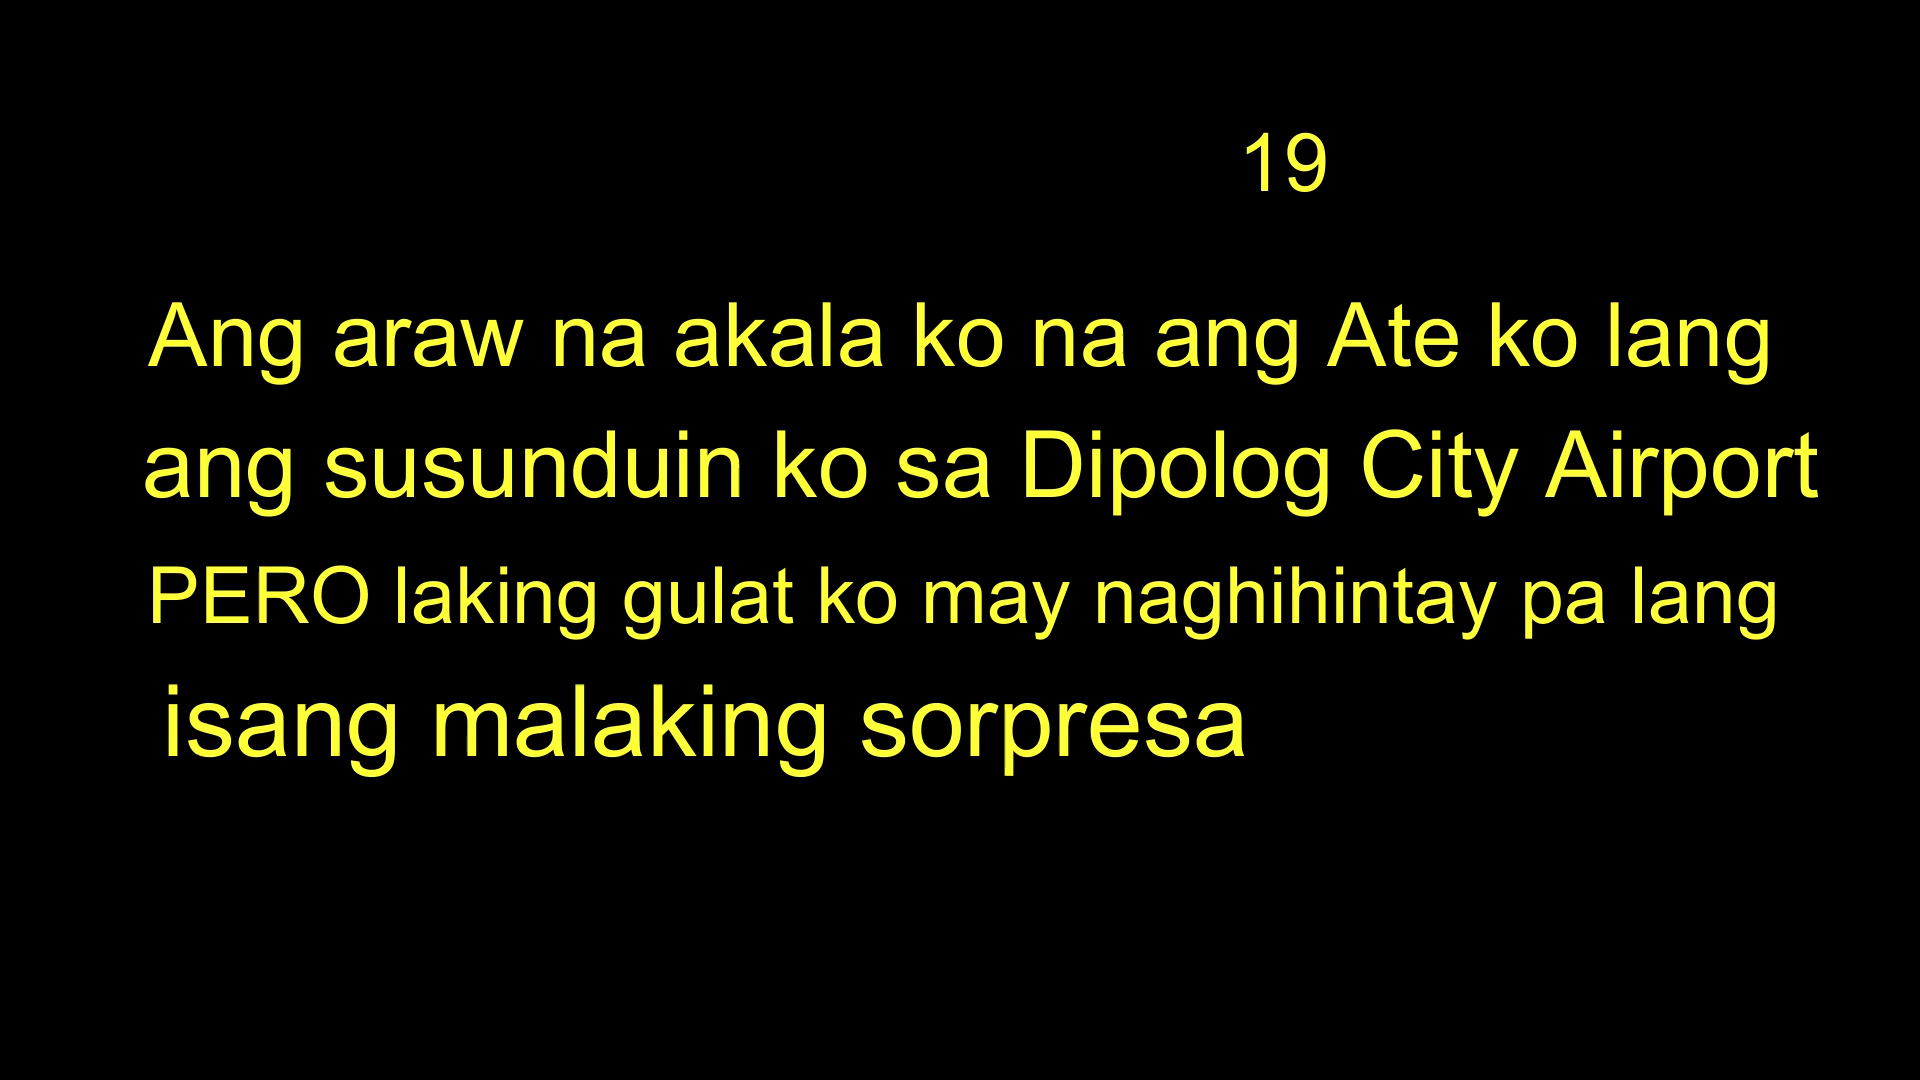 19
Ang araw na akala ko na ang Ate ko lang
ang susunduin ko sa Dipolog City Airport
PERO laking gulat ko may naghihintay pa lang
isang malaking sorpresa